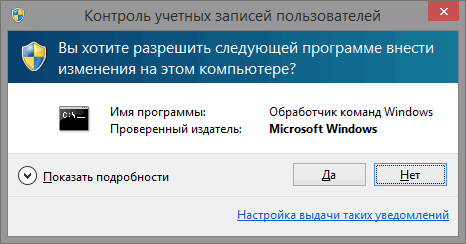 Контроль учетных записей пользователей
Вы хотите разрешить следующей программе внести
изменения на этом компьютере?
C:\_
Имя программы: Обработчик команд Windows
Проверенный издатель: Microsoft Windows
Показать подробности
Да
Нет
Настройка выдачи таких уведомлений